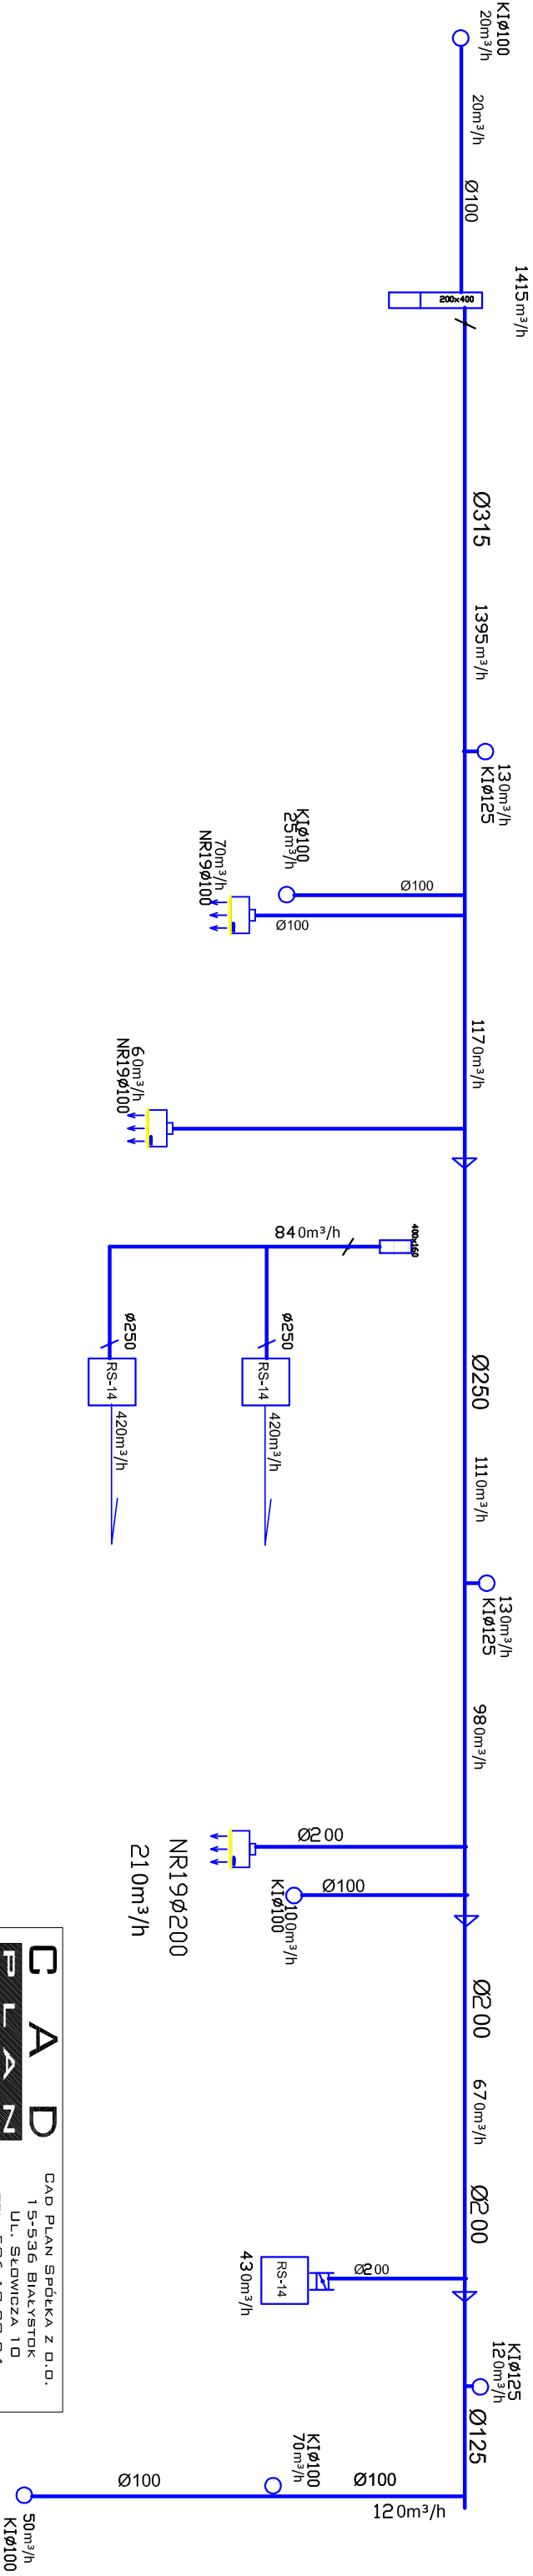 KIø100
20m³/h
20m³/h
Ø100
200x400
1415m³/h
Ø315
1395m³/h
130m³/h
KIø125
KIø100
25m³/h
Ø100
70m³/h
NR19ø100
Ø100
1170m³/h
60m³/h
NR19ø100
400x160
840m³/h
ø250
ø250
RS-14
RS-14
420m³/h
420m³/h
Ø250
1110m³/h
130m³/h
KIø125
980m³/h
Ø200
NR19ø200
210m³/h
Ø100
100m³/h
KIø100
Ø200
670m³/h
Ø200
Ø200
RS-14
430m³/h
KIø125
120m³/h
Ø125
120m³/h
Ø100
KIø100
70m³/h
Ø100
50m³/h
KIø100
CAD
PLAN
CAD PLAN SPÓŁKA Z O.O.
15-536 BIAŁYSTOK
UL. SŁOWICZA 10